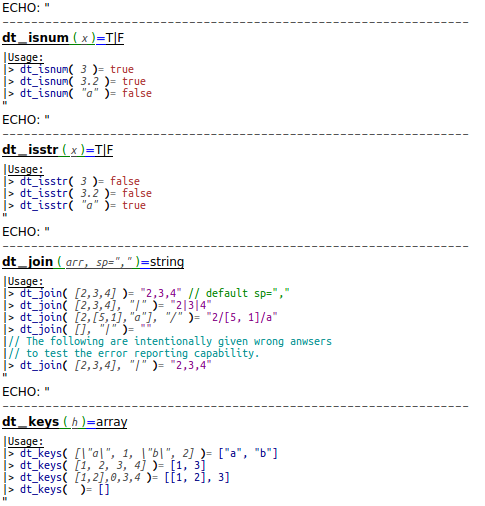 ECHO: "
------------------------------------------------------------------
dt_isnum ( x )=T|F
|Usage:
|> dt_isnum( 3 )= true
|> dt_isnum( 3.2 )= true
|> dt_isnum( "a" )= false
"
ECHO: "
------------------------------------------------------------------
dt_isstr ( x )=T|F
|Usage:
|> dt_isstr( 3 )= false
|> dt_isstr( 3.2 )= false
|> dt_isstr( "a" )= true
"
ECHO: "
------------------------------------------------------------------
dt_join ( arr, sp="," )=string
|Usage:
|> dt_join( [2,3,4] )= "2,3,4" // default sp=","
|> dt_join( [2,3,4], "|" )= "2|3|4"
|> dt_join( [2,[5,1],"a"], "/" )= "2/[5, 1]/a"
|> dt_join( [], "|" )= ""
|// The following are intentionally given wrong anwsers
|// to test the error reporting capability.
|> dt_join( [2,3,4], "|" )= "2,3,4"
"
ECHO: "
------------------------------------------------------------------
dt_keys ( h )=array
|Usage:
|> dt_keys( [\"a\", 1, \"b\", 2] )= ["a", "b"]
|> dt_keys( [1, 2, 3, 4] )= [1, 3]
|> dt_keys( [1,2],0,3,4 )= [[1, 2], 3]
|> dt_keys(  )= []
"